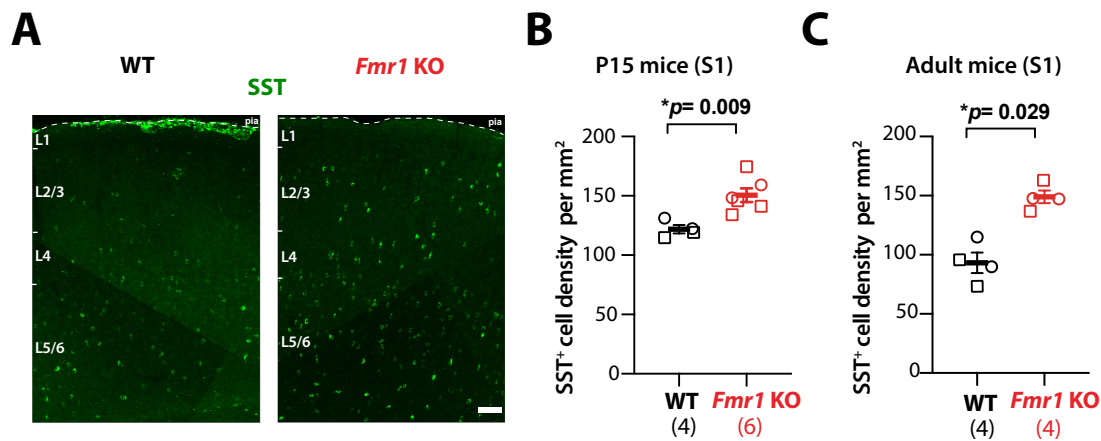 A
WT
Fmr1 KO
SST
pia
L1
L2/3
L4
L5/6
pia
L1
L2/3
L4
L5/6
B
P15 mice (S1)
*p= 0.009
SST+ cell density per mm²
200
150
100
50
0
WT
(4)
Fmr1 KO
(6)
C
Adult mice (S1)
*p= 0.029
SST+ cell density per mm²
200
150
100
50
0
WT
(4)
Fmr1 KO
(4)